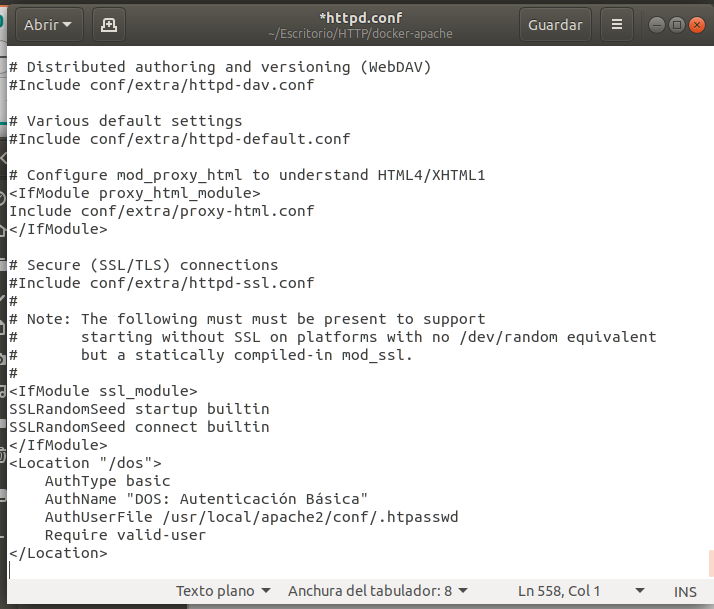 Abrir
*httpd.conf
~/Escritorio/HTTP/docker-apache
Guardar
# Distributed authoring and versioning (WebDAV)
#Include conf/extra/httpd-dav.conf
# Various default settings
#Include conf/extra/httpd-default.conf
# Configure mod_proxy_html to understand HTML4/XHTML1
<IfModule proxy_html_module>
Include conf/extra/proxy-html.conf
</IfModule>
# Secure (SSL/TLS) connections
#Include conf/extra/httpd-ssl.conf
#
# Note: The following must must be present to support
#       starting without SSL on platforms with no /dev/random equivalent
#       but a statically compiled-in mod_ssl.
#
<IfModule ssl_module>
SSLRandomSeed startup builtin
SSLRandomSeed connect builtin
</IfModule>
<Location "/dos">
    AuthType basic
    AuthName "DOS: Autenticación Básica"
    AuthUserFile /usr/local/apache2/conf/.htpasswd
    Require valid-user
</Location>
Texto plano Anchura del tabulador: 8 Ln 558, Col 1 INS